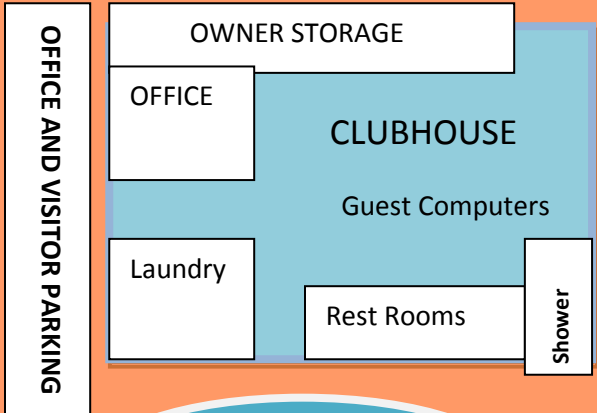 OFFICE AND VISITOR PARKING
OWNER STORAGE
OFFICE
CLUBHOUSE
Guest Computers
Laundry
Rest Rooms
Shower